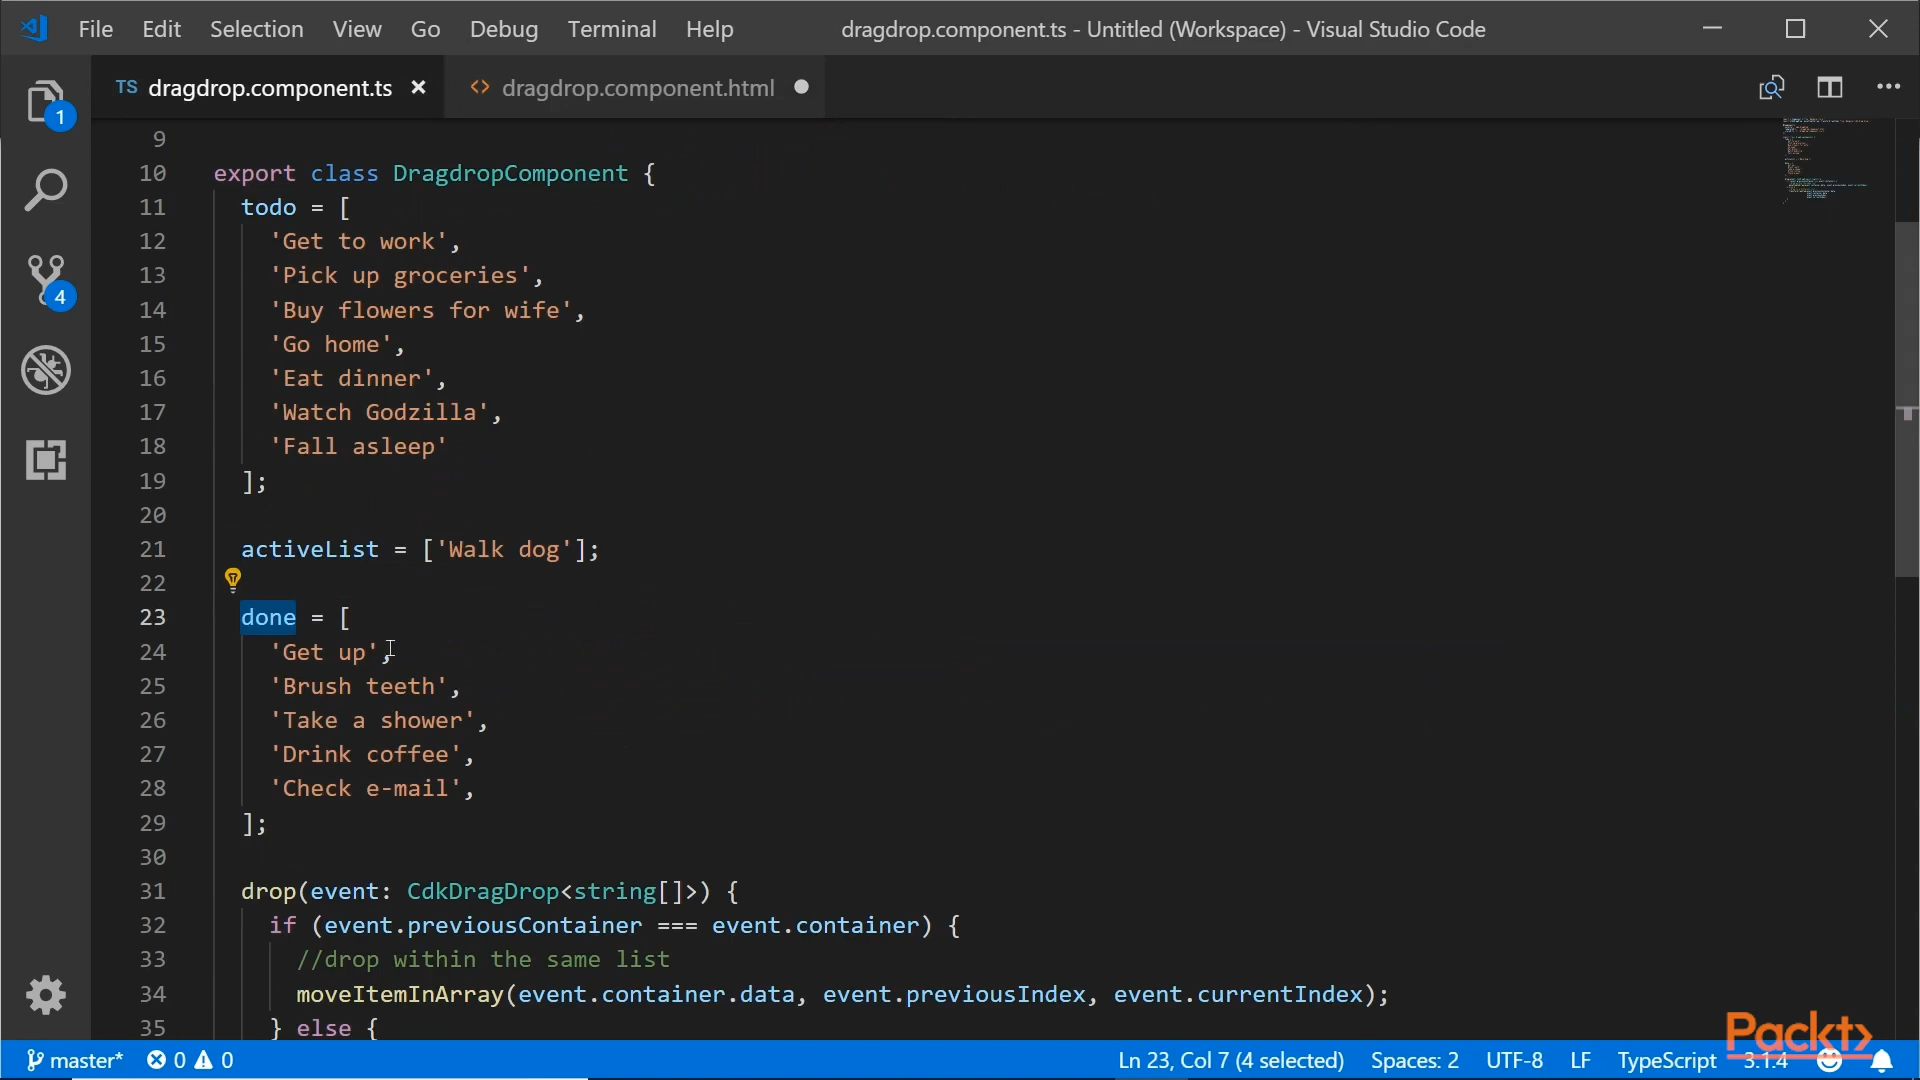 File Edit Selection View Go Debug Terminal Help dragdrop.component.ts - Untitled (Workspace) - Visual Studio Code
TS dragdrop.component.ts × <> dragdrop.component.html
1
4
9
10 export class DragdropComponent {
11 todo = [
12 'Get to work',
13 'Pick up groceries',
14 'Buy flowers for wife',
15 'Go home',
16 'Eat dinner',
17 'Watch Godzilla',
18 'Fall asleep'
19 ];
20
21 activeList = ['Walk dog'];
22
23 done = [
24 'Get up',
25 'Brush teeth',
26 'Take a shower',
27 'Drink coffee',
28 'Check e-mail',
29 ];
30
31 drop(event: CdkDragDrop<string[]>) {
32 if (event.previousContainer === event.container) {
33 //drop within the same list
34 moveItemInArray(event.container.data, event.previousIndex, event.currentIndex);
35 } else {
Packt>
master* 0 0 Ln 23, Col 7 (4 selected) Spaces: 2 UTF-8 LF TypeScript 3.1.4